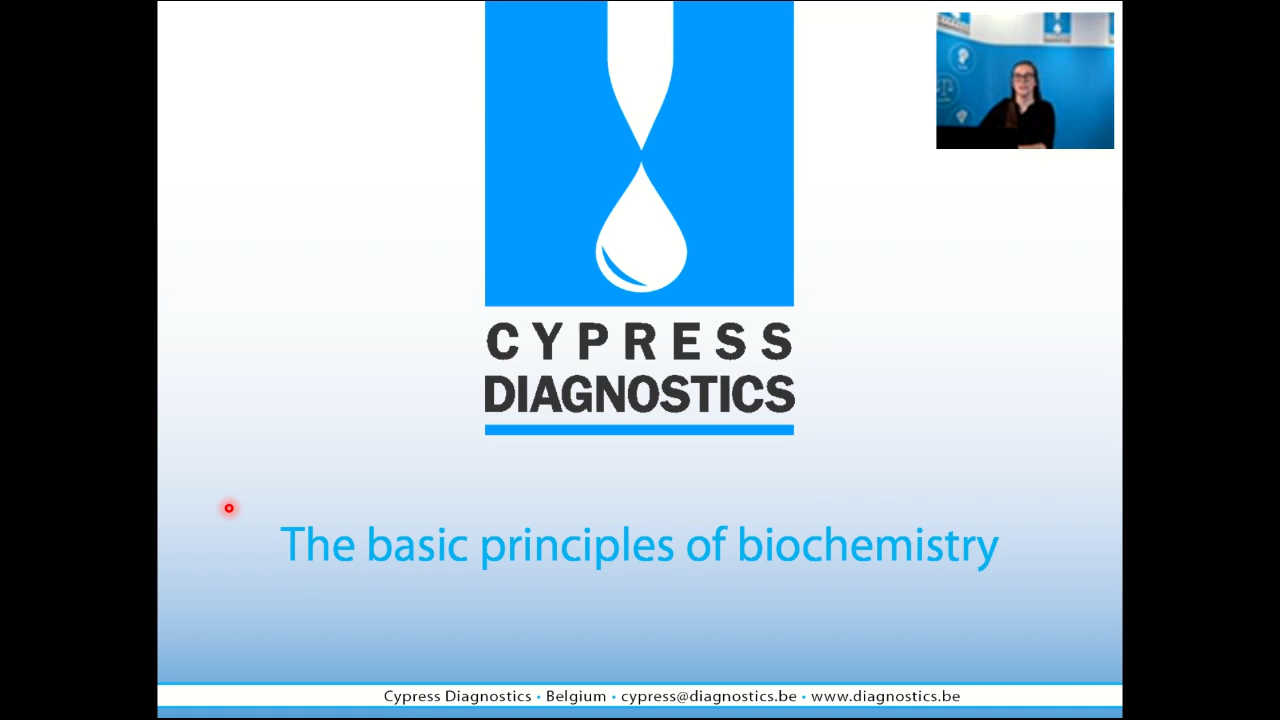 CYPRESS
DIAGNOSTICS
The basic principles of biochemistry
Cypress Diagnostics • Belgium • cypress@diagnostics.be • www.diagnostics.be